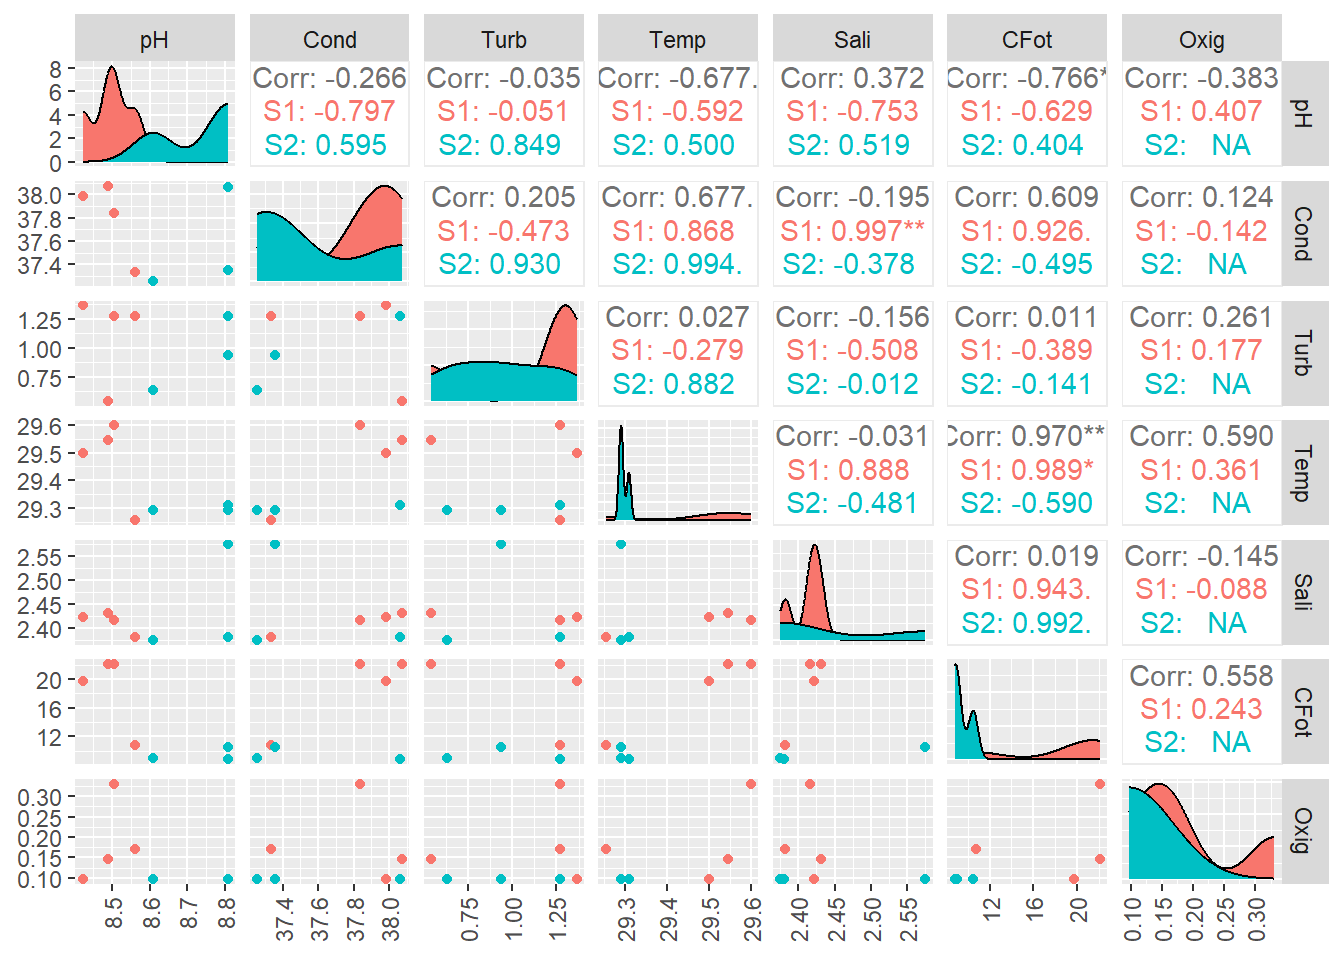 pH Cond Turb Temp Sali CFot Oxig
8
6
4
2
0
Corr: -0.266 Corr: -0.035 Corr: -0.677. Corr: 0.372 Corr: -0.766* Corr: -0.383
S1: -0.797 S1: -0.051 S1: -0.592 S1: -0.753 S1: -0.629 S1: 0.407
S2: 0.595 S2: 0.849 S2: 0.500 S2: 0.519 S2: 0.404 S2: NA
pH
38.0
37.8
37.6
37.4
Corr: 0.205 Corr: 0.677. Corr: -0.195 Corr: 0.609 Corr: 0.124
S1: -0.473 S1: 0.868 S1: 0.997** S1: 0.926. S1: -0.142
S2: 0.930 S2: 0.994. S2: -0.378 S2: -0.495 S2: NA
Cond
1.25
1.00
0.75
Corr: 0.027 Corr: -0.156 Corr: 0.011 Corr: 0.261
S1: -0.279 S1: -0.508 S1: -0.389 S1: 0.177
S2: 0.882 S2: -0.012 S2: -0.141 S2: NA
Turb
29.6
29.5
29.4
29.3
Corr: -0.031 Corr: 0.970** Corr: 0.590
S1: 0.888 S1: 0.989* S1: 0.361
S2: -0.481 S2: -0.590 S2: NA
Temp
2.55
2.50
2.45
2.40
Corr: 0.019 Corr: -0.145
S1: 0.943. S1: -0.088
S2: 0.992. S2: NA
Sali
20
16
12
Corr: 0.558
S1: 0.243
S2: NA
CFot
0.30
0.25
0.20
0.15
0.10
Oxig
8.5 8.6 8.7 8.8 37.4 37.6 37.8 38.0 0.75 1.00 1.25 29.3 29.4 29.5 29.6 2.40 2.45 2.50 2.55 12 16 20 0.10 0.15 0.20 0.25 0.30